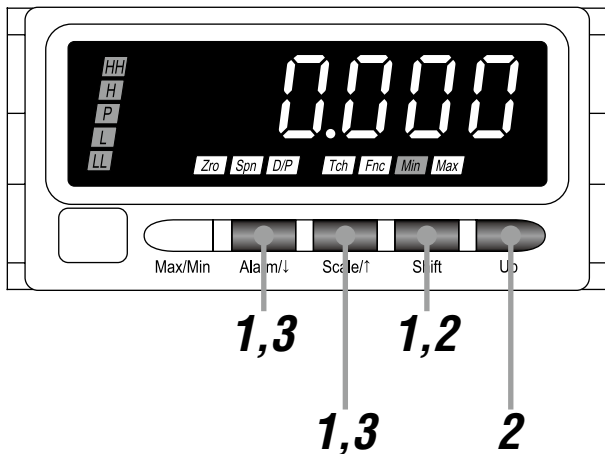 HH
0.000
H
P
L
LL
Zro Spn D/P Tch Fnc Min Max
Max/Min Alarm/↓ Scale/↑ Shift Up
1,3 1,2
1,3 2